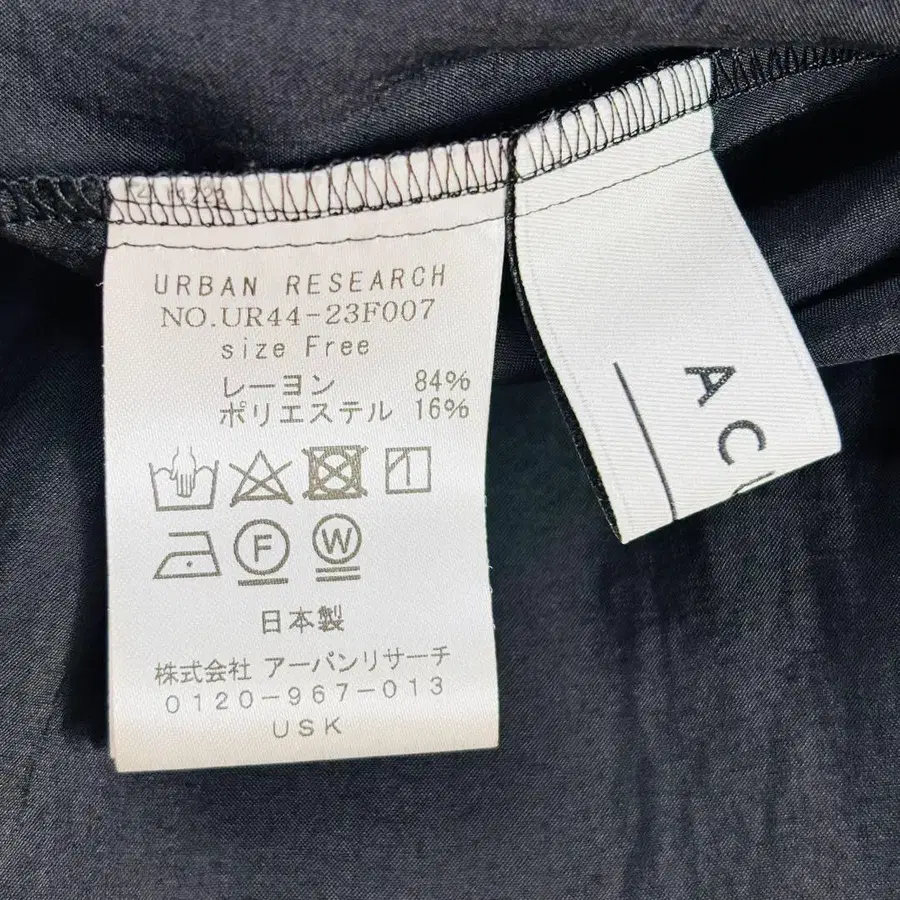 URBAN RESEARCH
NO.UR44-23F007
size Free
レーヨン 84%
ポリエステル 16%
F W
日本製
株式会社 アーバンリサーチ
0120-967-013
USK
AC